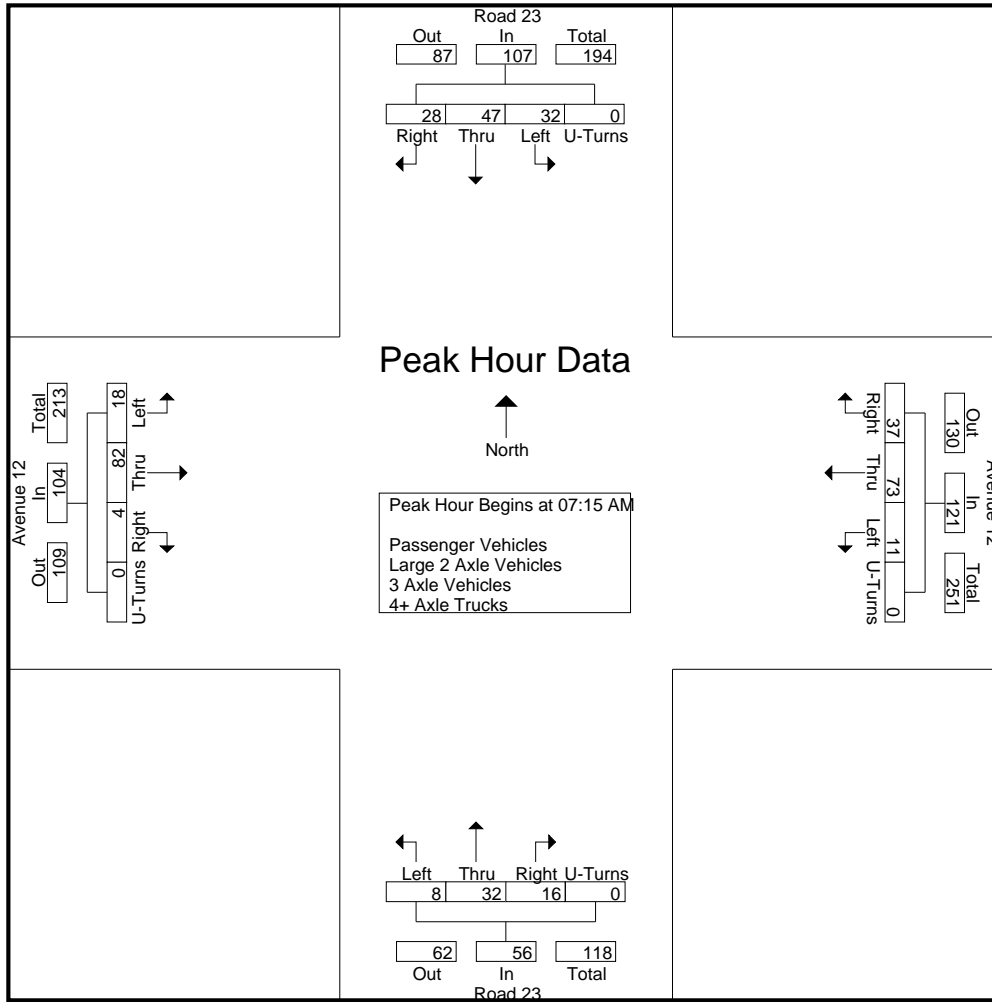 Road 23
Out In Total
87 107 194
28 47 32 0
Right Thru Left U-Turns
Peak Hour Data
North
Peak Hour Begins at 07:15 AM
Passenger Vehicles
Large 2 Axle Vehicles
3 Axle Vehicles
4+ Axle Trucks
Avenue 12
Out In Total
109 104 213
0 4 82 18
U-Turns Right Thru Left
Avenue 12
Out In Total
130 121 251
37 73 11 0
Right Thru Left U-Turns
Left Thru Right U-Turns
8 32 16 0
62 56 118
Out In Total
Road 23